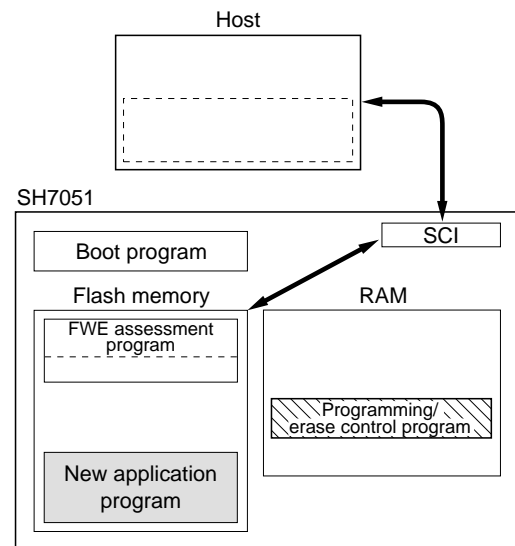 Host
SH7051
SCI
Boot program
Flash memory
RAM
FWE assessment
program
Programming/
erase control program
New application
program